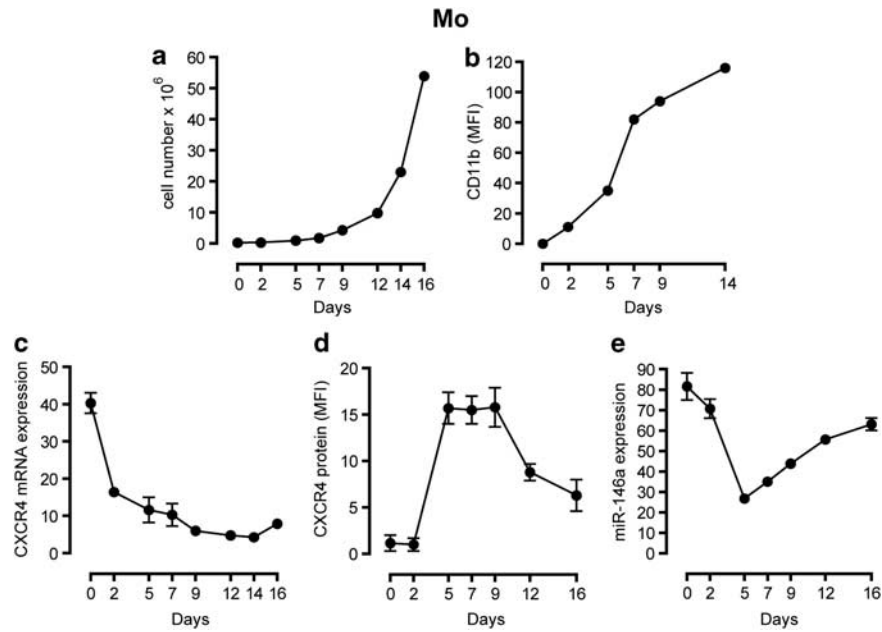 Mo
a
cell number x 10⁶
60
50
40
30
20
10
0
0 2 5 7 9 12 14 16
Days
b
CD11b (MFI)
120
100
80
60
40
20
0
0 2 5 7 9 14
Days
c
CXCR4 mRNA expression
50
40
30
20
10
0
0 2 5 7 9 12 14 16
Days
d
CXCR4 protein (MFI)
20
15
10
5
0
0 2 5 7 9 12 16
Days
e
miR-146a expression
90
80
70
60
50
40
30
20
10
0
0 2 5 7 9 12 16
Days